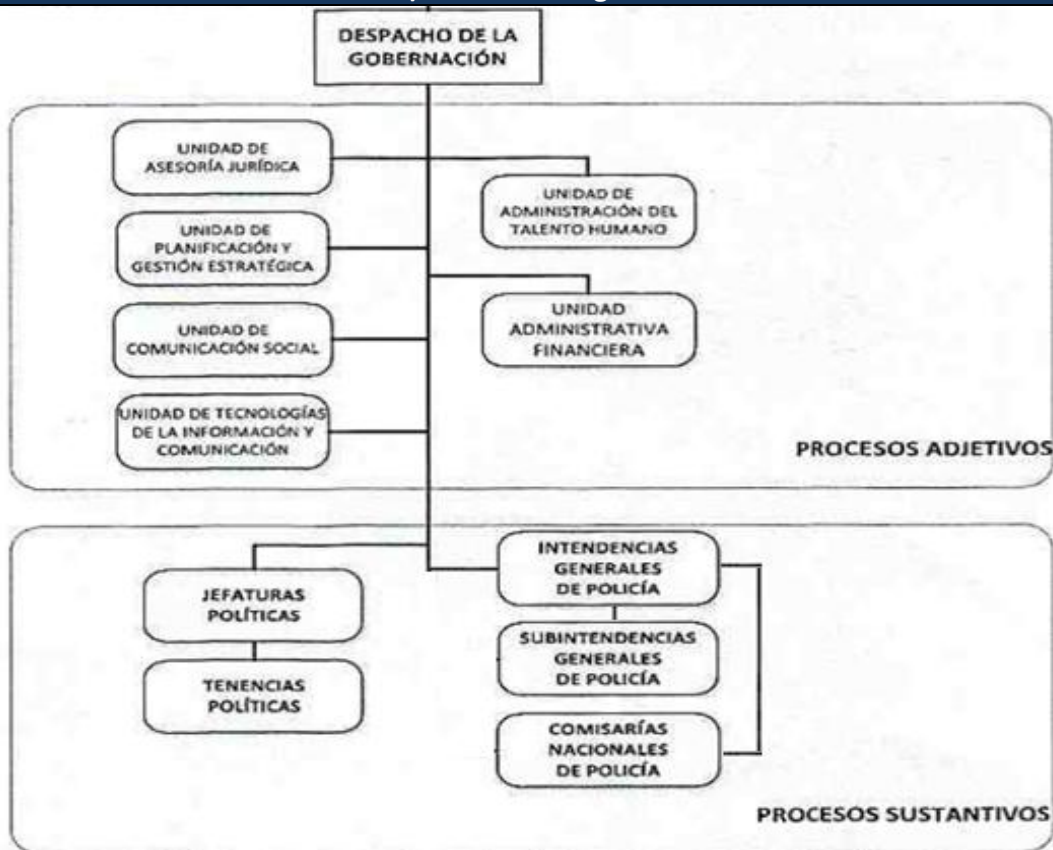 DESPACHO DE LA
GOBERNACIÓN
UNIDAD DE
ASESORÍA JURÍDICA
UNIDAD DE
ADMINISTRACIÓN DEL
TALENTO HUMANO
UNIDAD DE
PLANIFICACIÓN Y
GESTIÓN ESTRATÉGICA
UNIDAD
ADMINISTRATIVA
FINANCIERA
UNIDAD DE
COMUNICACIÓN SOCIAL
UNIDAD DE TECNOLOGÍAS
DE LA INFORMACIÓN Y
COMUNICACIÓN
PROCESOS ADJETIVOS
JEFATURAS
POLÍTICAS
TENENCIAS
POLÍTICAS
INTENDENCIAS
GENERALES
DE POLICÍA
SUBINTENDENCIAS
GENERALES
DE POLICÍA
COMISARÍAS
NACIONALES
DE POLICÍA
PROCESOS SUSTANTIVOS